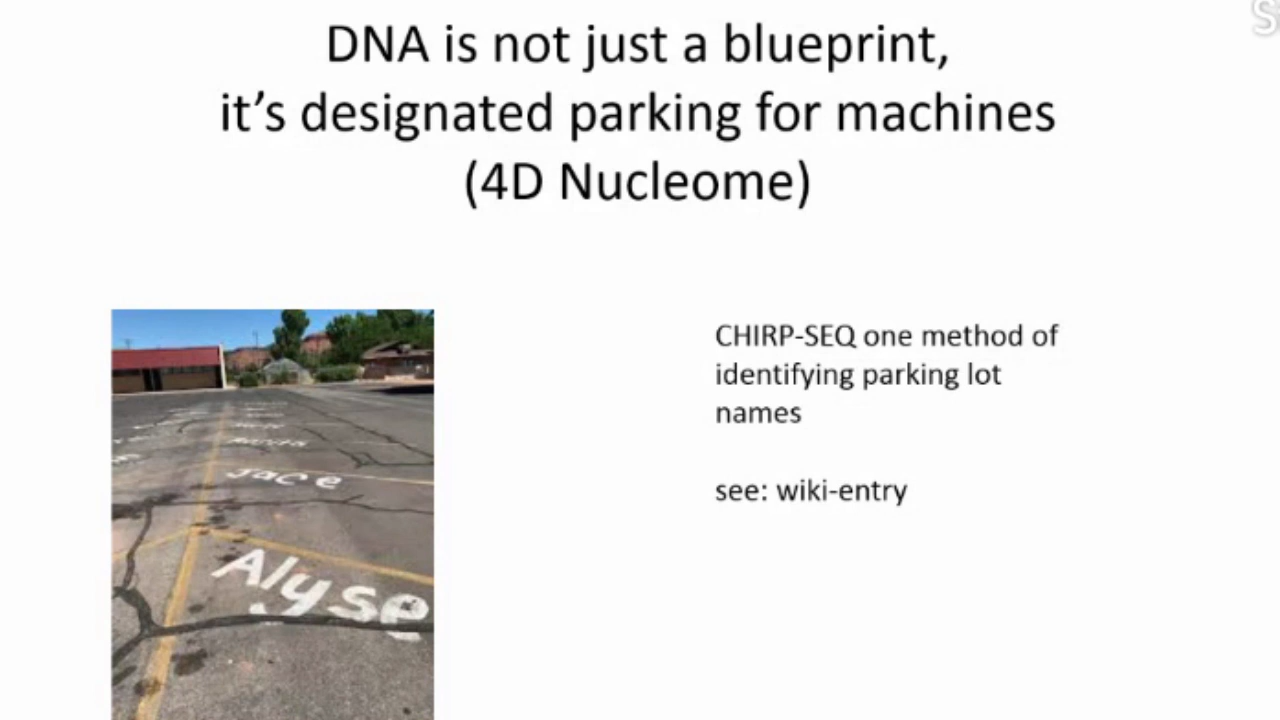 DNA is not just a blueprint,
it’s designated parking for machines
(4D Nucleome)
CHIRP-SEQ one method of
identifying parking lot
names
see: wiki-entry
Jace
Alyse